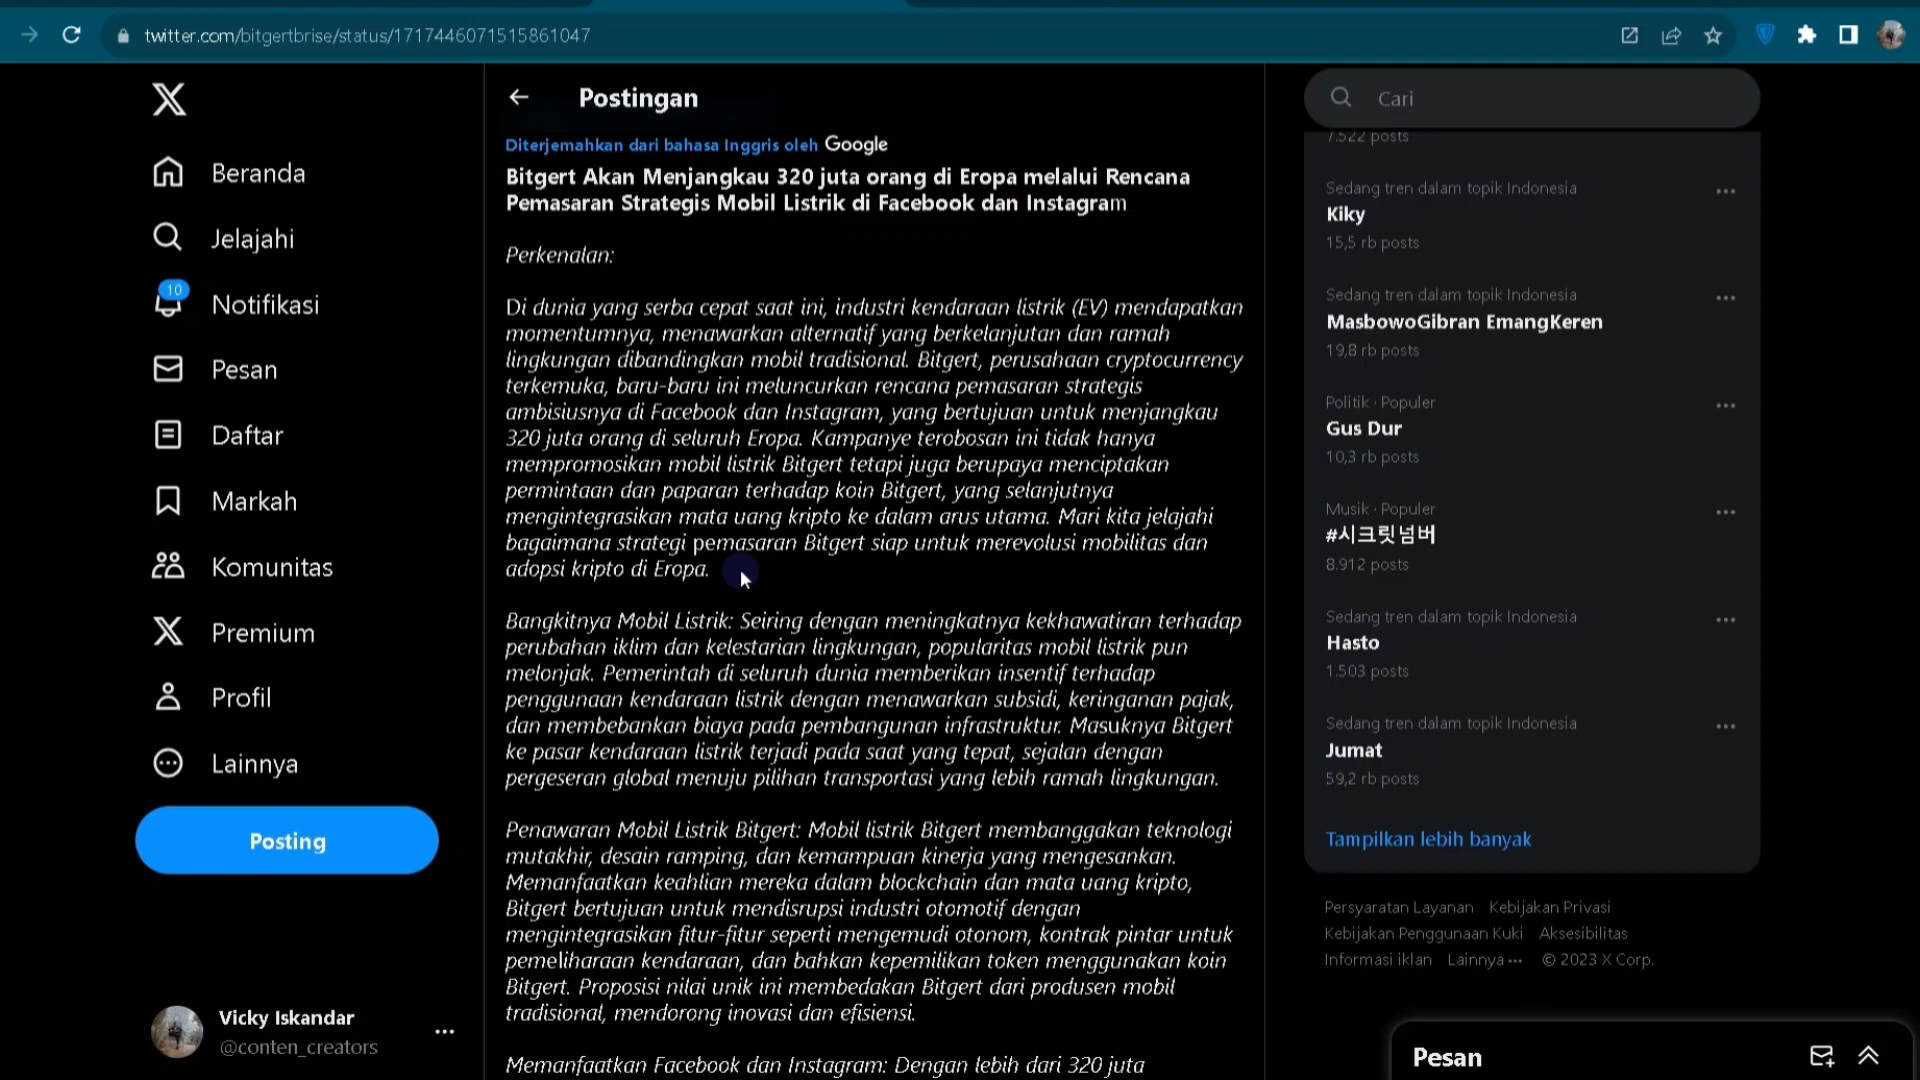 twitter.com/bitgertbrise/status/1717446071515861047
Beranda
Jelajahi
10
Notifikasi
Pesan
Daftar
Markah
Komunitas
Premium
Profil
Lainnya
Posting
Vicky Iskandar
@conten_creators
Postingan
Diterjemahkan dari bahasa Inggris oleh Google
Bitgert Akan Menjangkau 320 juta orang di Eropa melalui Rencana
Pemasaran Strategis Mobil Listrik di Facebook dan Instagram
Perkenalan:
Di dunia yang serba cepat saat ini, industri kendaraan listrik (EV) mendapatkan
momentumnya, menawarkan alternatif yang berkelanjutan dan ramah
lingkungan dibandingkan mobil tradisional. Bitgert, perusahaan cryptocurrency
terkemuka, baru-baru ini meluncurkan rencana pemasaran strategis
ambisiusnya di Facebook dan Instagram, yang bertujuan untuk menjangkau
320 juta orang di seluruh Eropa. Kampanye terobosan ini tidak hanya
mempromosikan mobil listrik Bitgert tetapi juga berupaya menciptakan
permintaan dan paparan terhadap koin Bitgert, yang selanjutnya
mengintegrasikan mata uang kripto ke dalam arus utama. Mari kita jelajahi
bagaimana strategi pemasaran Bitgert siap untuk merevolusi mobilitas dan
adopsi kripto di Eropa.
Bangkitnya Mobil Listrik: Seiring dengan meningkatnya kekhawatiran terhadap
perubahan iklim dan kelestarian lingkungan, popularitas mobil listrik pun
melonjak. Pemerintah di seluruh dunia memberikan insentif terhadap
penggunaan kendaraan listrik dengan menawarkan subsidi, keringanan pajak,
dan membebankan biaya pada pembangunan infrastruktur. Masuknya Bitgert
ke pasar kendaraan listrik terjadi pada saat yang tepat, sejalan dengan
pergeseran global menuju pilihan transportasi yang lebih ramah lingkungan.
Penawaran Mobil Listrik Bitgert: Mobil listrik Bitgert membanggakan teknologi
mutakhir, desain ramping, dan kemampuan kinerja yang mengesankan.
Memanfaatkan keahlian mereka dalam blockchain dan mata uang kripto,
Bitgert bertujuan untuk mendisrupsi industri otomotif dengan
mengintegrasikan fitur-fitur seperti mengemudi otonom, kontrak pintar untuk
pemeliharaan kendaraan, dan bahkan kepemilikan token menggunakan koin
Bitgert. Proposisi nilai unik ini membedakan Bitgert dari produsen mobil
tradisional, mendorong inovasi dan efisiensi.
Memanfaatkan Facebook dan Instagram: Dengan lebih dari 320 juta
Cari
7.522 posts
Sedang tren dalam topik Indonesia
Kiky
15,5 rb posts
Sedang tren dalam topik Indonesia
MasbowoGibran EmangKeren
19,8 rb posts
Politik · Populer
Gus Dur
10,3 rb posts
Musik · Populer
#시크릿넘버
8.912 posts
Sedang tren dalam topik Indonesia
Hasto
1.503 posts
Sedang tren dalam topik Indonesia
Jumat
59,2 rb posts
Tampilkan lebih banyak
Persyaratan Layanan Kebijakan Privasi
Kebijakan Penggunaan Kuki Aksesibilitas
Informasi iklan Lainnya ··· © 2023 X Corp.
Pesan